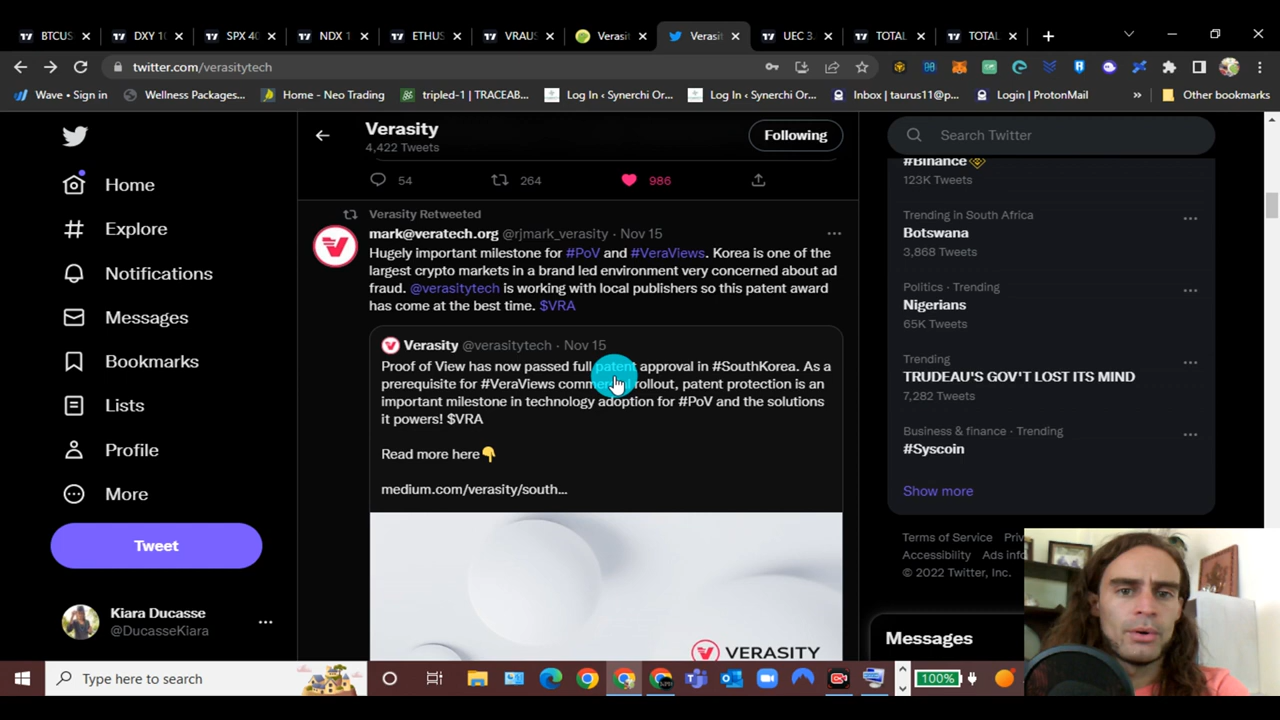 BTCUS
DXY 10
SPX 40
NDX 1
ETHUS
VRAUS
Verasi
Verasit
UEC 3.
TOTAL
TOTAL
twitter.com/verasitytech
Wave • Sign in
Wellness Packages...
Home - Neo Trading
tripled-1 | TRACEAB...
Log In ‹ Synerchi Or...
Log In ‹ Synerchi Or...
Inbox | taurus11@p...
Login | ProtonMail
»
Other bookmarks
Home
Explore
Notifications
Messages
Bookmarks
Lists
Profile
More
Tweet
Kiara Ducasse
@DucasseKiara
Verasity
4,422 Tweets
Following
54
264
986
Verasity Retweeted
mark@veratech.org @rjmark_verasity · Nov 15
Hugely important milestone for #PoV and #VeraViews. Korea is one of the
largest crypto markets in a brand led environment very concerned about ad
fraud. @verasitytech is working with local publishers so this patent award
has come at the best time. $VRA
Verasity @verasitytech · Nov 15
Proof of View has now passed full patent approval in #SouthKorea. As a
prerequisite for #VeraViews commercial rollout, patent protection is an
important milestone in technology adoption for #PoV and the solutions
it powers! $VRA
Read more here👇
medium.com/verasity/south...
VERASITY
Search Twitter
#Binance
123K Tweets
Trending in South Africa
Botswana
3,868 Tweets
Politics · Trending
Nigerians
65K Tweets
Trending
TRUDEAU'S GOV'T LOST ITS MIND
7,282 Tweets
Business & finance · Trending
#Syscoin
Show more
Terms of Service Priv
Accessibility Ads info
© 2022 Twitter, Inc.
Messages
Type here to search
100%